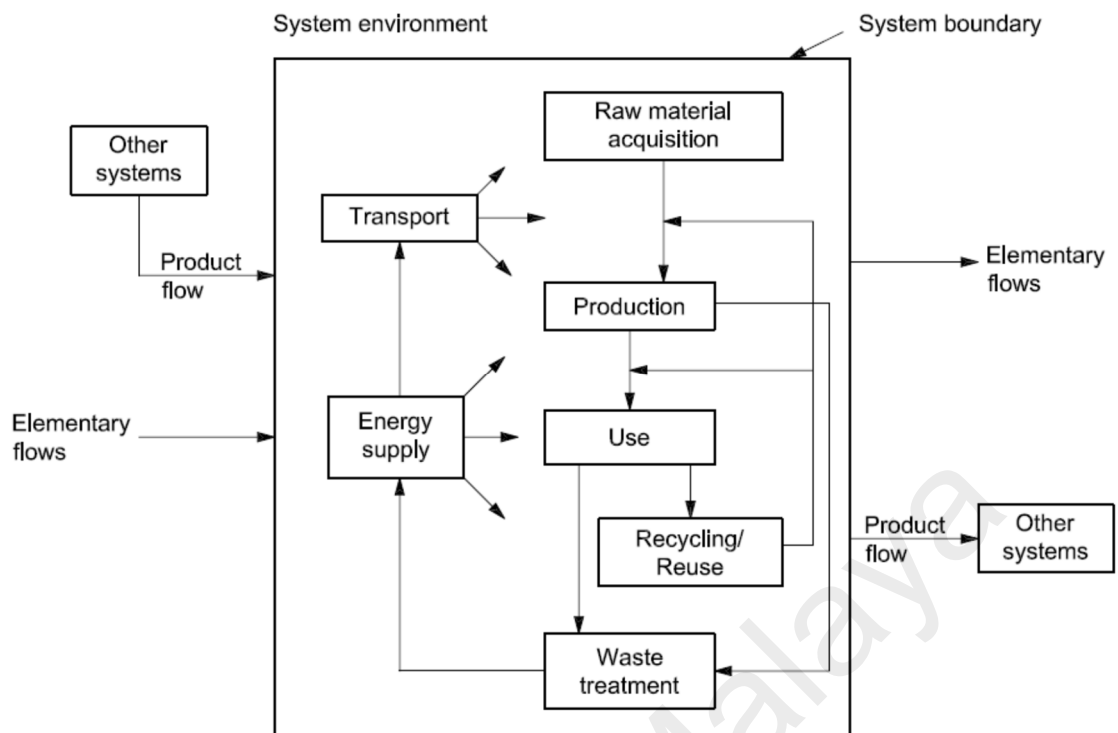 System environment
System boundary
Raw material
acquisition
Other
systems
Transport
Product
flow
Elementary
flows
Production
Elementary
flows
Energy
supply
Use
Recycling/
Reuse
Product
flow
Other
systems
Waste
treatment
Malaya